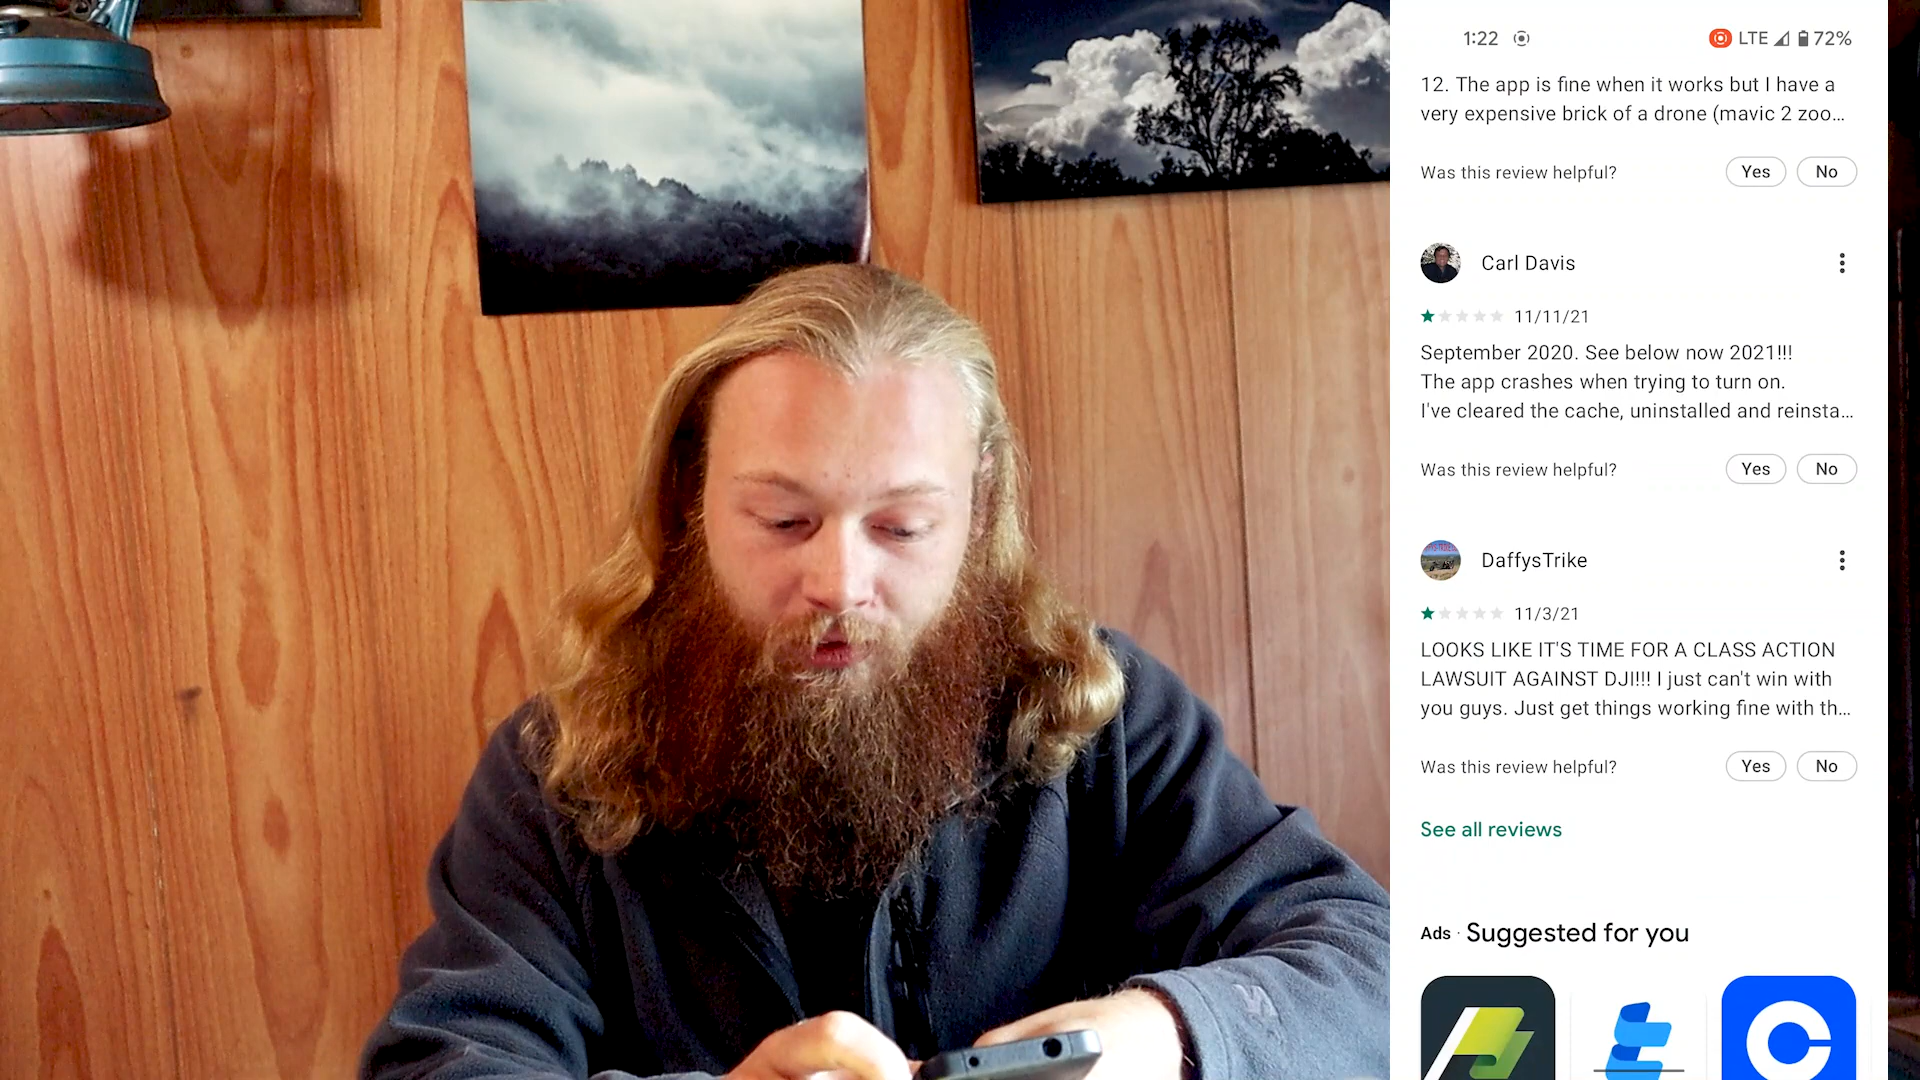 1:22 LTE 72%
12. The app is fine when it works but I have a
very expensive brick of a drone (mavic 2 zoo...
Was this review helpful? Yes No
Carl Davis
11/11/21
September 2020. See below now 2021!!!
The app crashes when trying to turn on.
I've cleared the cache, uninstalled and reinsta...
Was this review helpful? Yes No
DaffysTrike
11/3/21
LOOKS LIKE IT'S TIME FOR A CLASS ACTION
LAWSUIT AGAINST DJI!!!! I just can't win with
you guys. Just get things working fine with th...
Was this review helpful? Yes No
See all reviews
Ads · Suggested for you